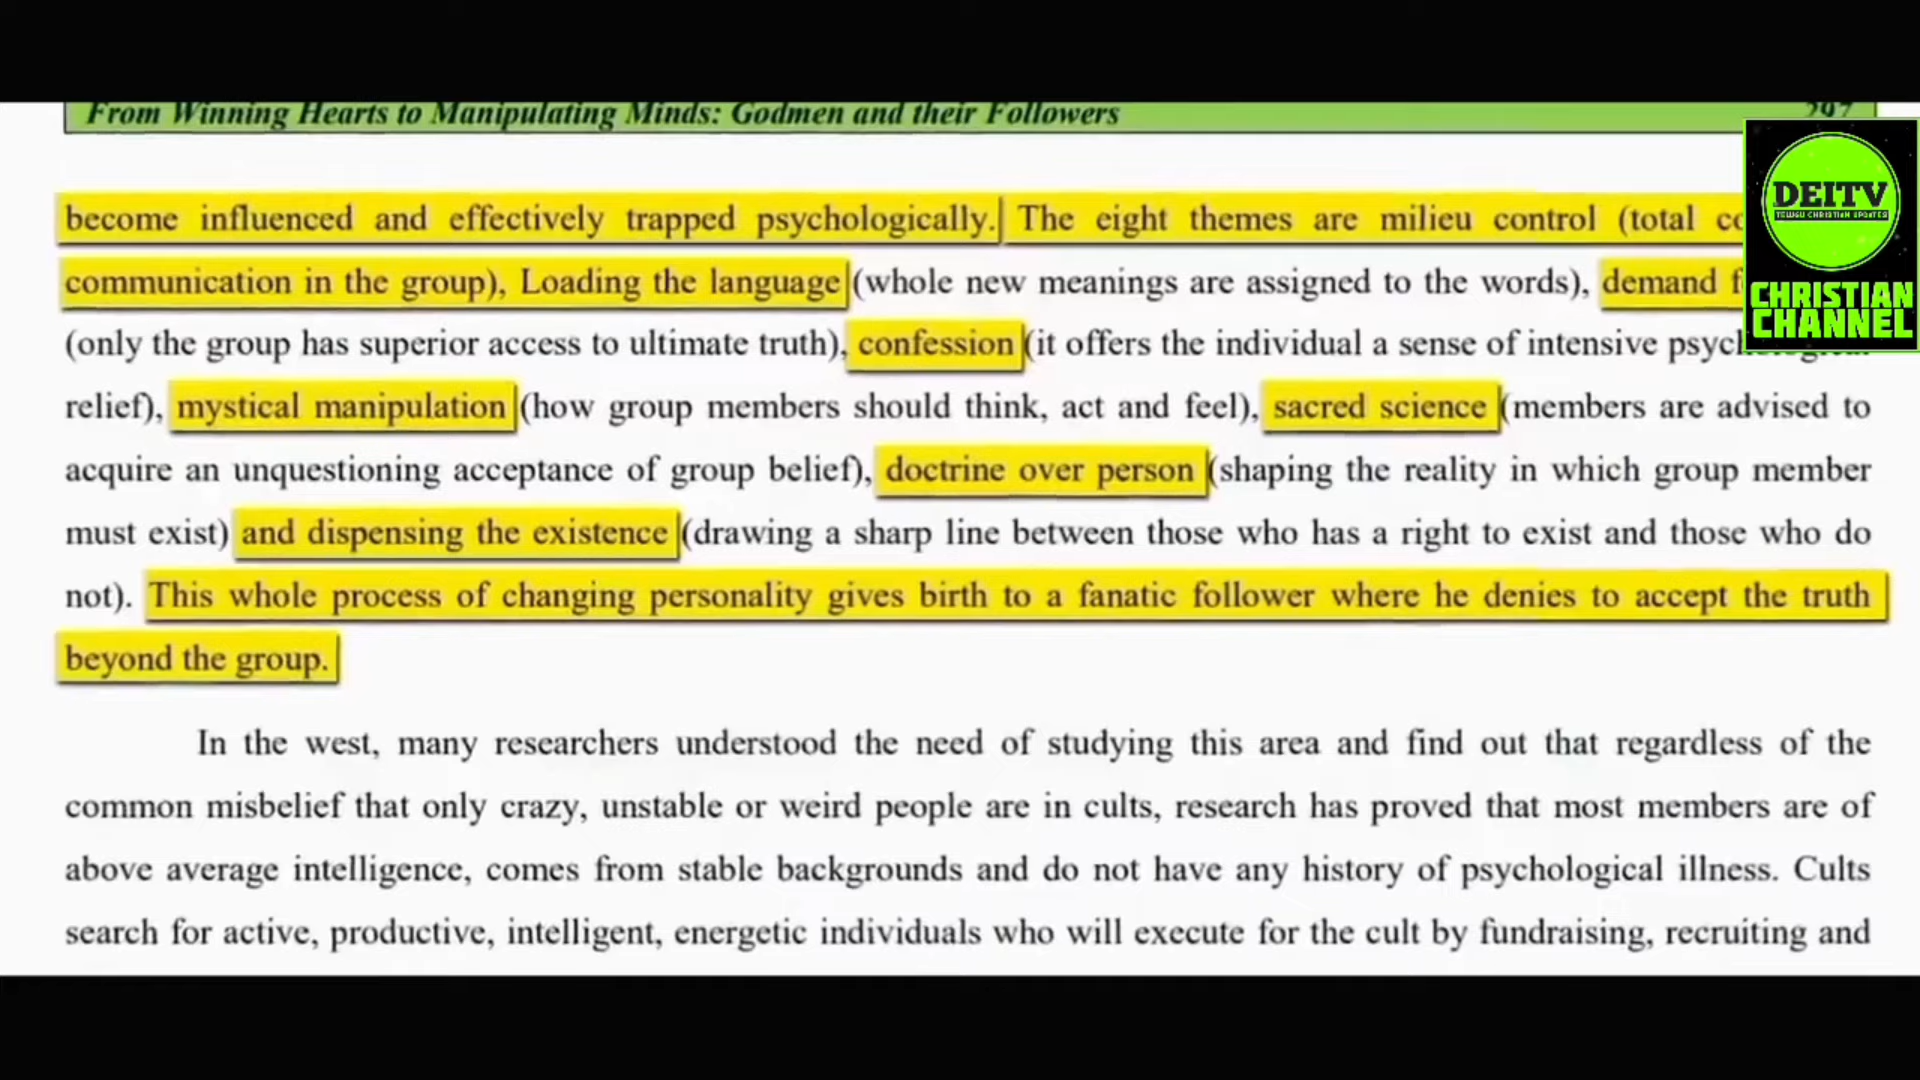 From Winning Hearts to Manipulating Minds: Godmen and their Followers 297
become influenced and effectively trapped psychologically. The eight themes are milieu control (total
communication in the group), Loading the language (whole new meanings are assigned to the words), demand
(only the group has superior access to ultimate truth), confession (it offers the individual a sense of intensive
relief), mystical manipulation (how group members should think, act and feel), sacred science (members are advised to
acquire an unquestioning acceptance of group belief), doctrine over person (shaping the reality in which group member
must exist) and dispensing the existence (drawing a sharp line between those who has a right to exist and those who do
not). This whole process of changing personality gives birth to a fanatic follower where he denies to accept the truth
beyond the group.
In the west, many researchers understood the need of studying this area and find out that regardless of the
common misbelief that only crazy, unstable or weird people are in cults, research has proved that most members are of
above average intelligence, comes from stable backgrounds and do not have any history of psychological illness. Cults
search for active, productive, intelligent, energetic individuals who will execute for the cult by fundraising, recruiting and
DEITV
TELUGU CHRISTIAN UPDATES
CHRISTIAN
CHANNEL